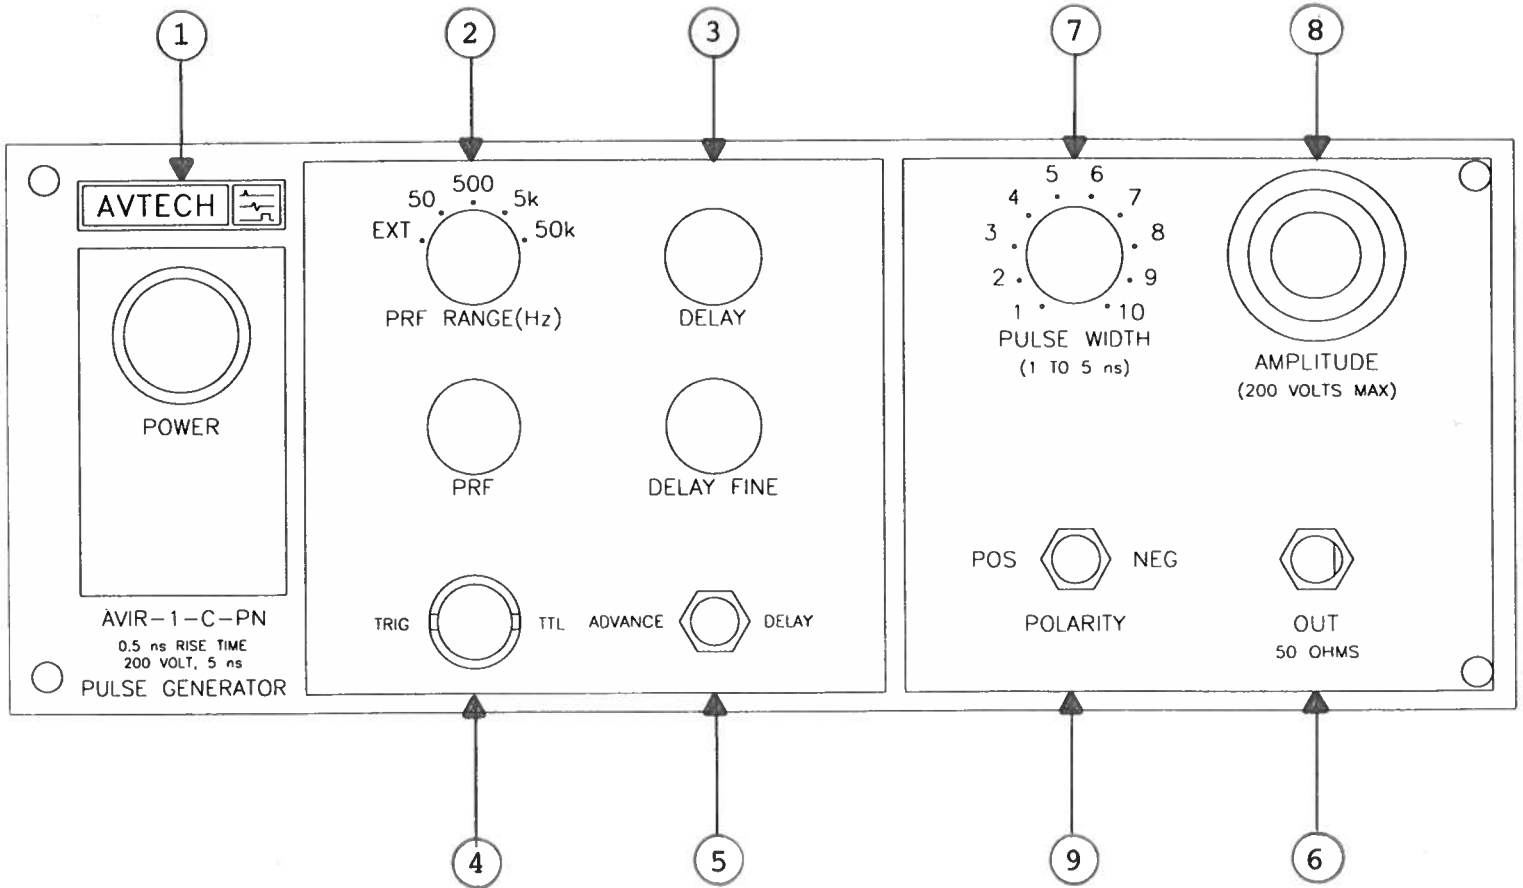 1
2
3
7
8
AVTECH
POWER
AVIR-1-C-PN
0.5 ns RISE TIME
200 VOLT, 5 ns
PULSE GENERATOR
EXT 50 500 5k 50k
PRF RANGE(Hz)
DELAY
PRF
DELAY FINE
TRIG TTL
ADVANCE DELAY
1 2 3 4 5 6 7 8 9 10
PULSE WIDTH
(1 TO 5 ns)
AMPLITUDE
(200 VOLTS MAX)
POS NEG
POLARITY
OUT
50 OHMS
4
5
9
6